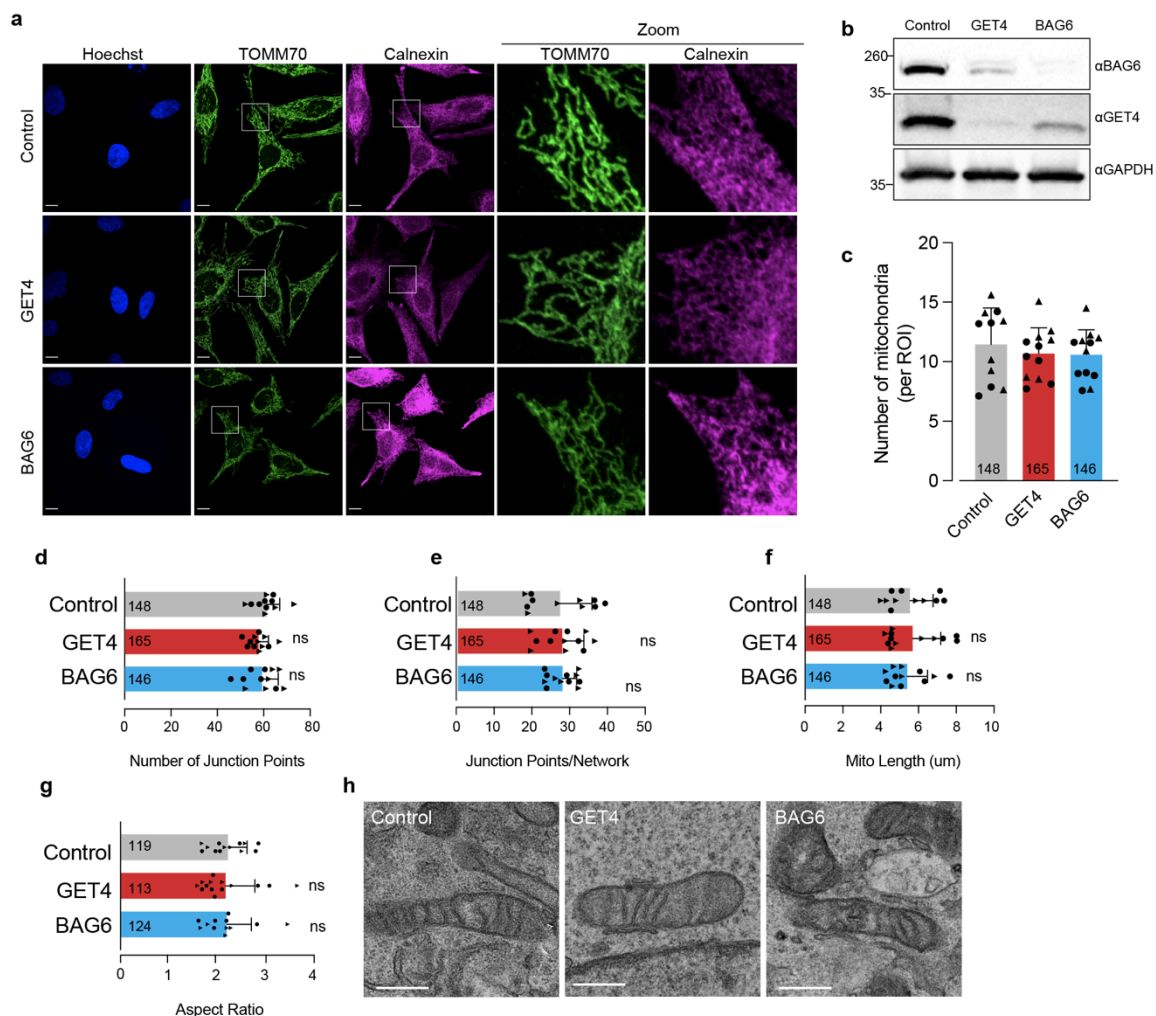 a
Zoom
Hoechst TOMM70 Calnexin TOMM70 Calnexin
Control
GET4
BAG6
b
Control GET4 BAG6
260
αBAG6
35
αGET4
αGAPDH
35
c
20
15
10
5
0
Number of mitochondria
(per ROI)
148 165 146
Control GET4 BAG6
d
Control 148
GET4 165 ns
BAG6 146 ns
0 20 40 60 80
Number of Junction Points
e
Control 148
GET4 165 ns
BAG6 146 ns
0 10 20 30 40 50
Junction Points/Network
f
Control 148
GET4 165 ns
BAG6 146 ns
0 2 4 6 8 10
Mito Length (um)
g
Control 119
GET4 113 ns
BAG6 124 ns
0 1 2 3 4
Aspect Ratio
h
Control GET4 BAG6